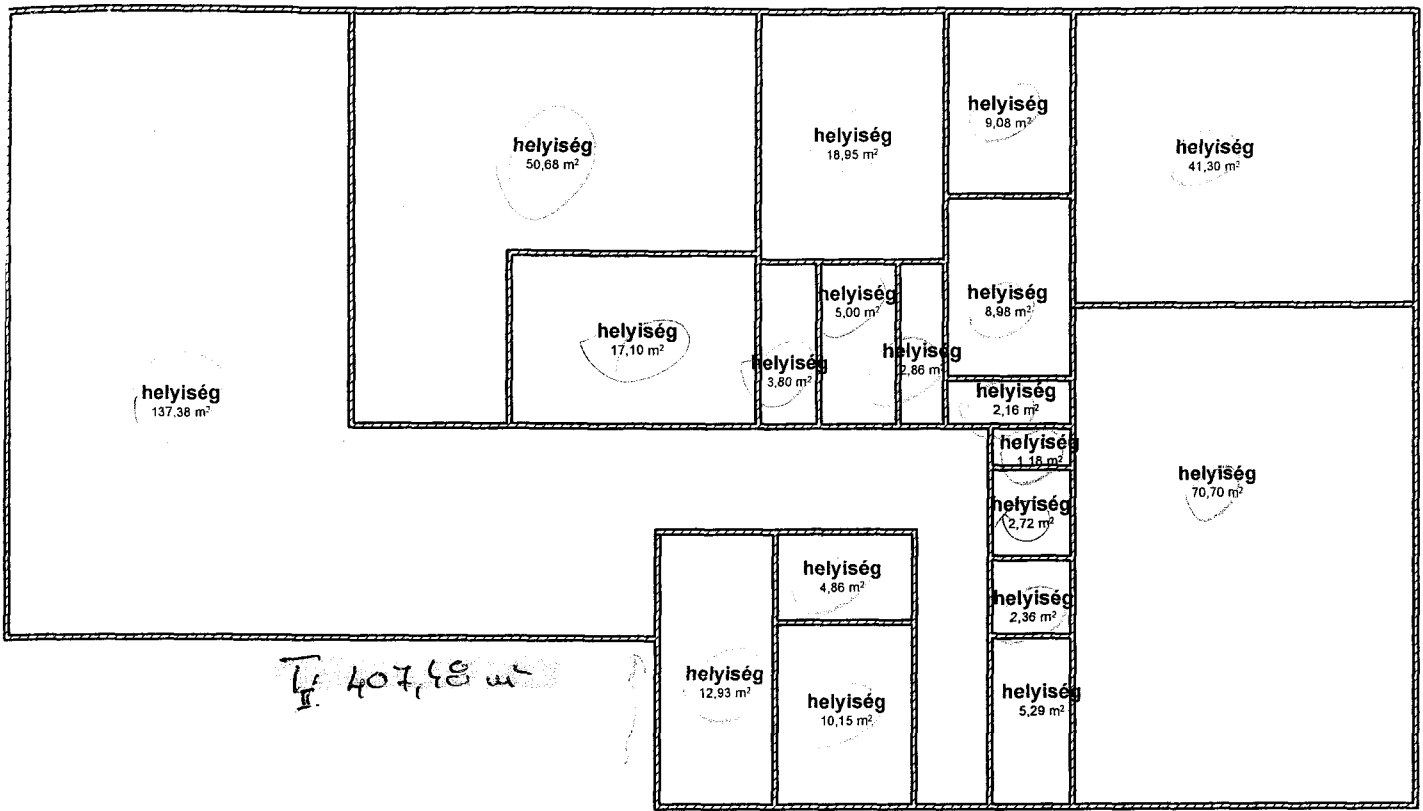 helyiség
9,08 m²
helyiség
50,68 m²
helyiség
18,95 m²
helyiség
41,30 m²
helyiség
8,98 m²
helyiség
5,00 m²
helyiség
17,10 m²
helyiség
2,86 m²
helyiség
3,80 m²
helyiség
137,38 m²
helyiség
2,16 m²
helyiség
1,18 m²
helyiség
70,70 m²
helyiség
2,72 m²
helyiség
4,86 m²
helyiség
2,36 m²
helyiség
12,93 m²
helyiség
10,15 m²
helyiség
5,29 m²
407,48 m²